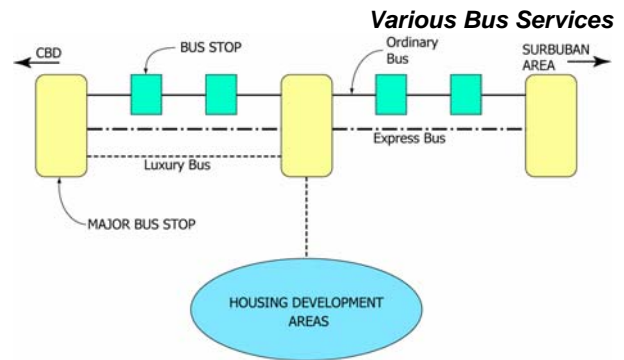 Various Bus Services
CBD
BUS STOP
Ordinary
Bus
SURBUBAN
AREA
Express Bus
Luxury Bus
MAJOR BUS STOP
HOUSING DEVELOPMENT
AREAS